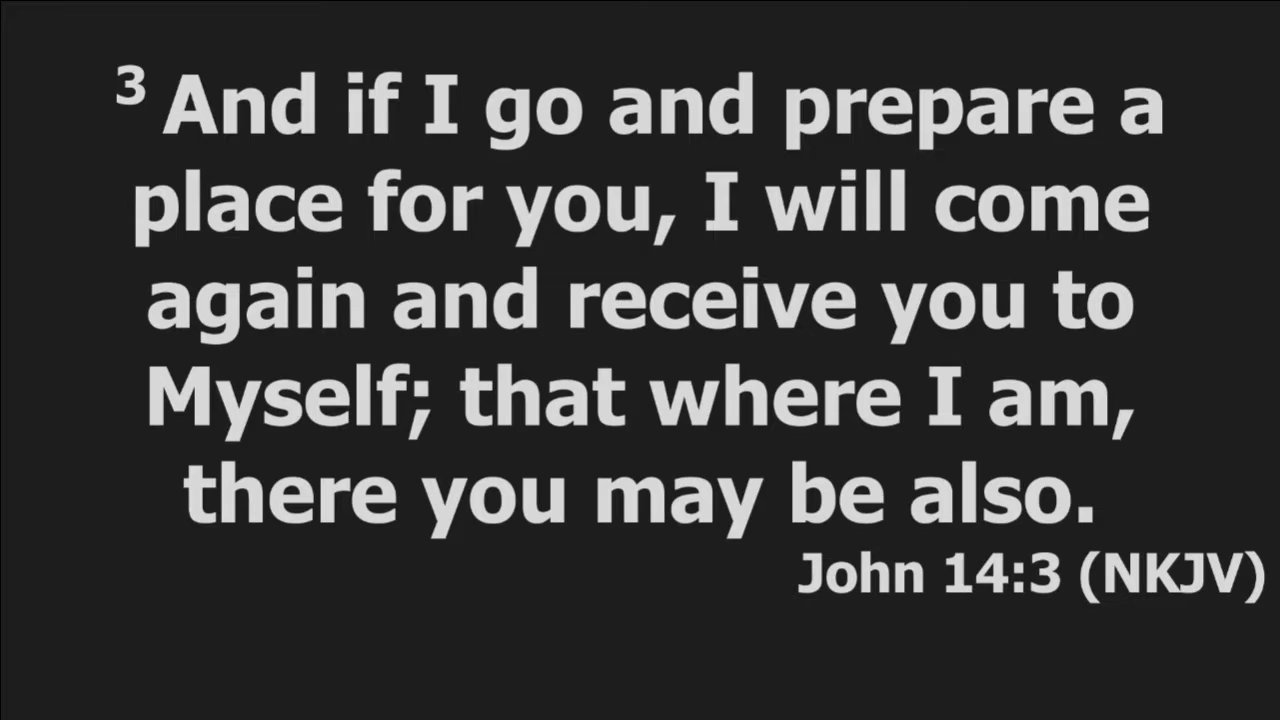 3 And if I go and prepare a
place for you, I will come
again and receive you to
Myself; that where I am,
there you may be also.
John 14:3 (NKJV)